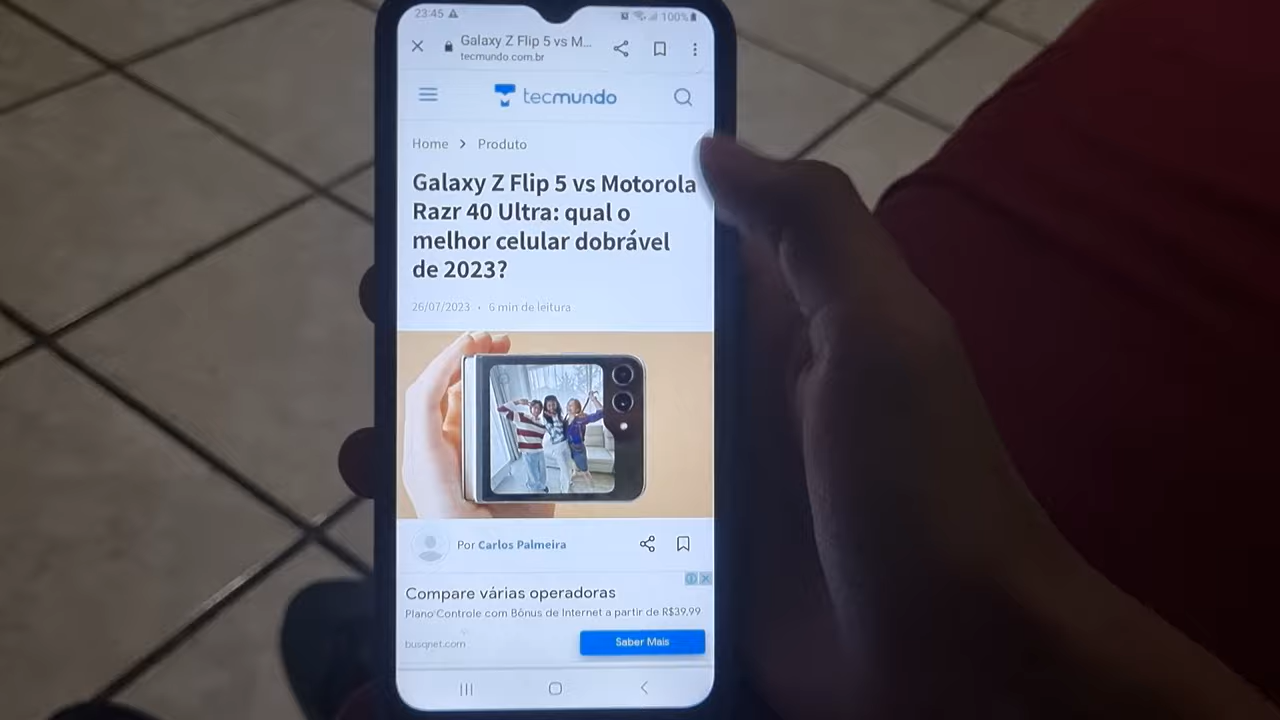 23:45
100%
Galaxy Z Flip 5 vs M...
tecmundo.com.br
tecmundo
Home > Produto
Galaxy Z Flip 5 vs Motorola
Razr 40 Ultra: qual o
melhor celular dobrável
de 2023?
26/07/2023 • 6 min de leitura
Por Carlos Palmeira
Compare várias operadoras
Plano Controle com Bônus de Internet a partir de R$39,99
busqnet.com
Saber Mais